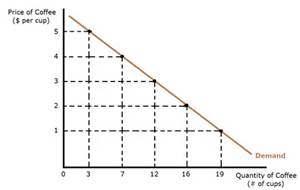 Price of Coffee
($ per cup)
5
4
3
2
1
Demand
0 3 7 12 16 19 Quantity of Coffee
(# of cups)